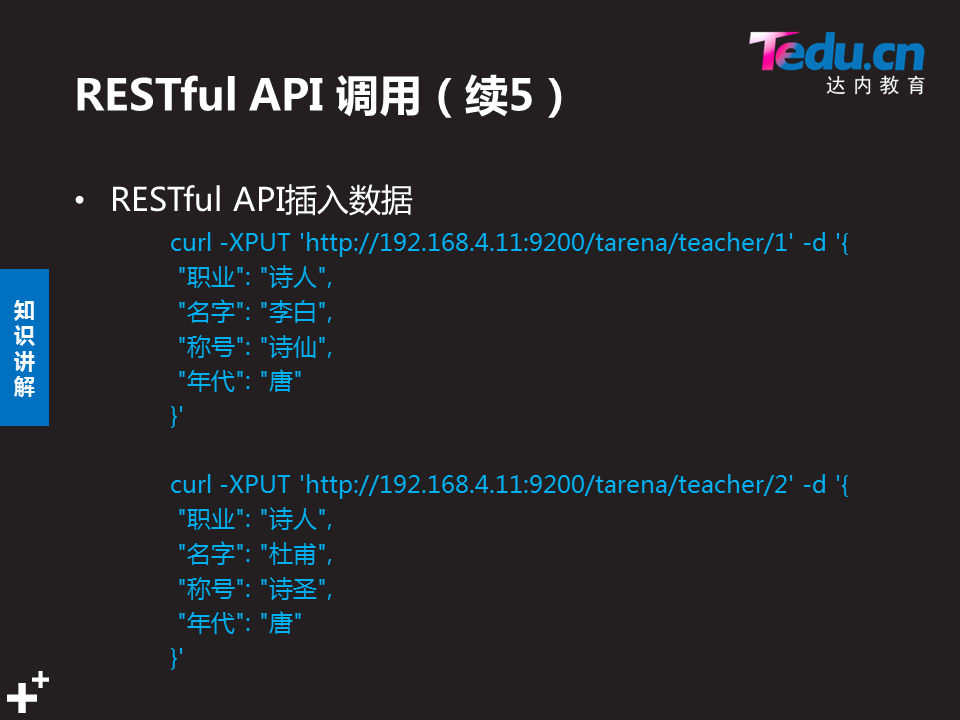 Tedu.cn
达内教育
RESTful API 调用（续5）
• RESTful API插入数据
curl -XPUT 'http://192.168.4.11:9200/tarena/teacher/1' -d '{
"职业": "诗人",
"名字": "李白",
"称号": "诗仙",
"年代": "唐"
}'
curl -XPUT 'http://192.168.4.11:9200/tarena/teacher/2' -d '{
"职业": "诗人",
"名字": "杜甫",
"称号": "诗圣",
"年代": "唐"
}'
知识讲解